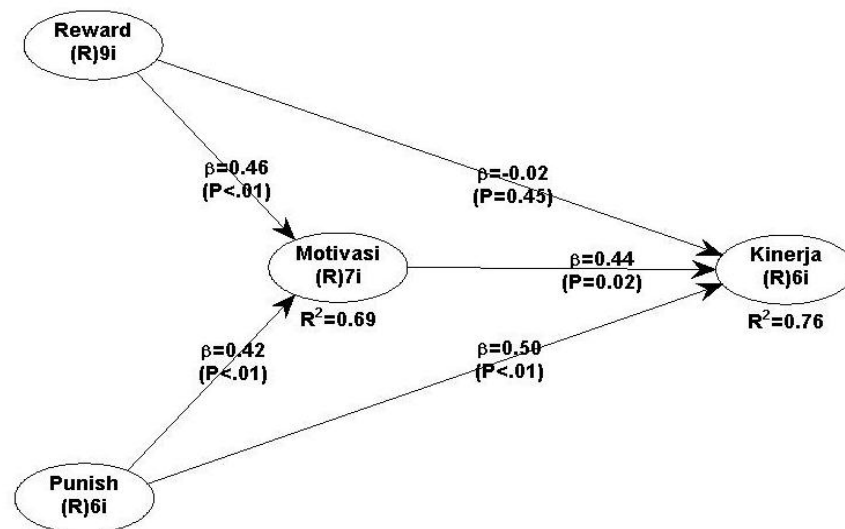 Reward
(R)9i
β=0.46
(P<.01)
β=-0.02
(P=0.45)
Motivasi
(R)7i
R²=0.69
β=0.44
(P=0.02)
Kinerja
(R)6i
R²=0.76
β=0.42
(P<.01)
β=0.50
(P<.01)
Punish
(R)6i